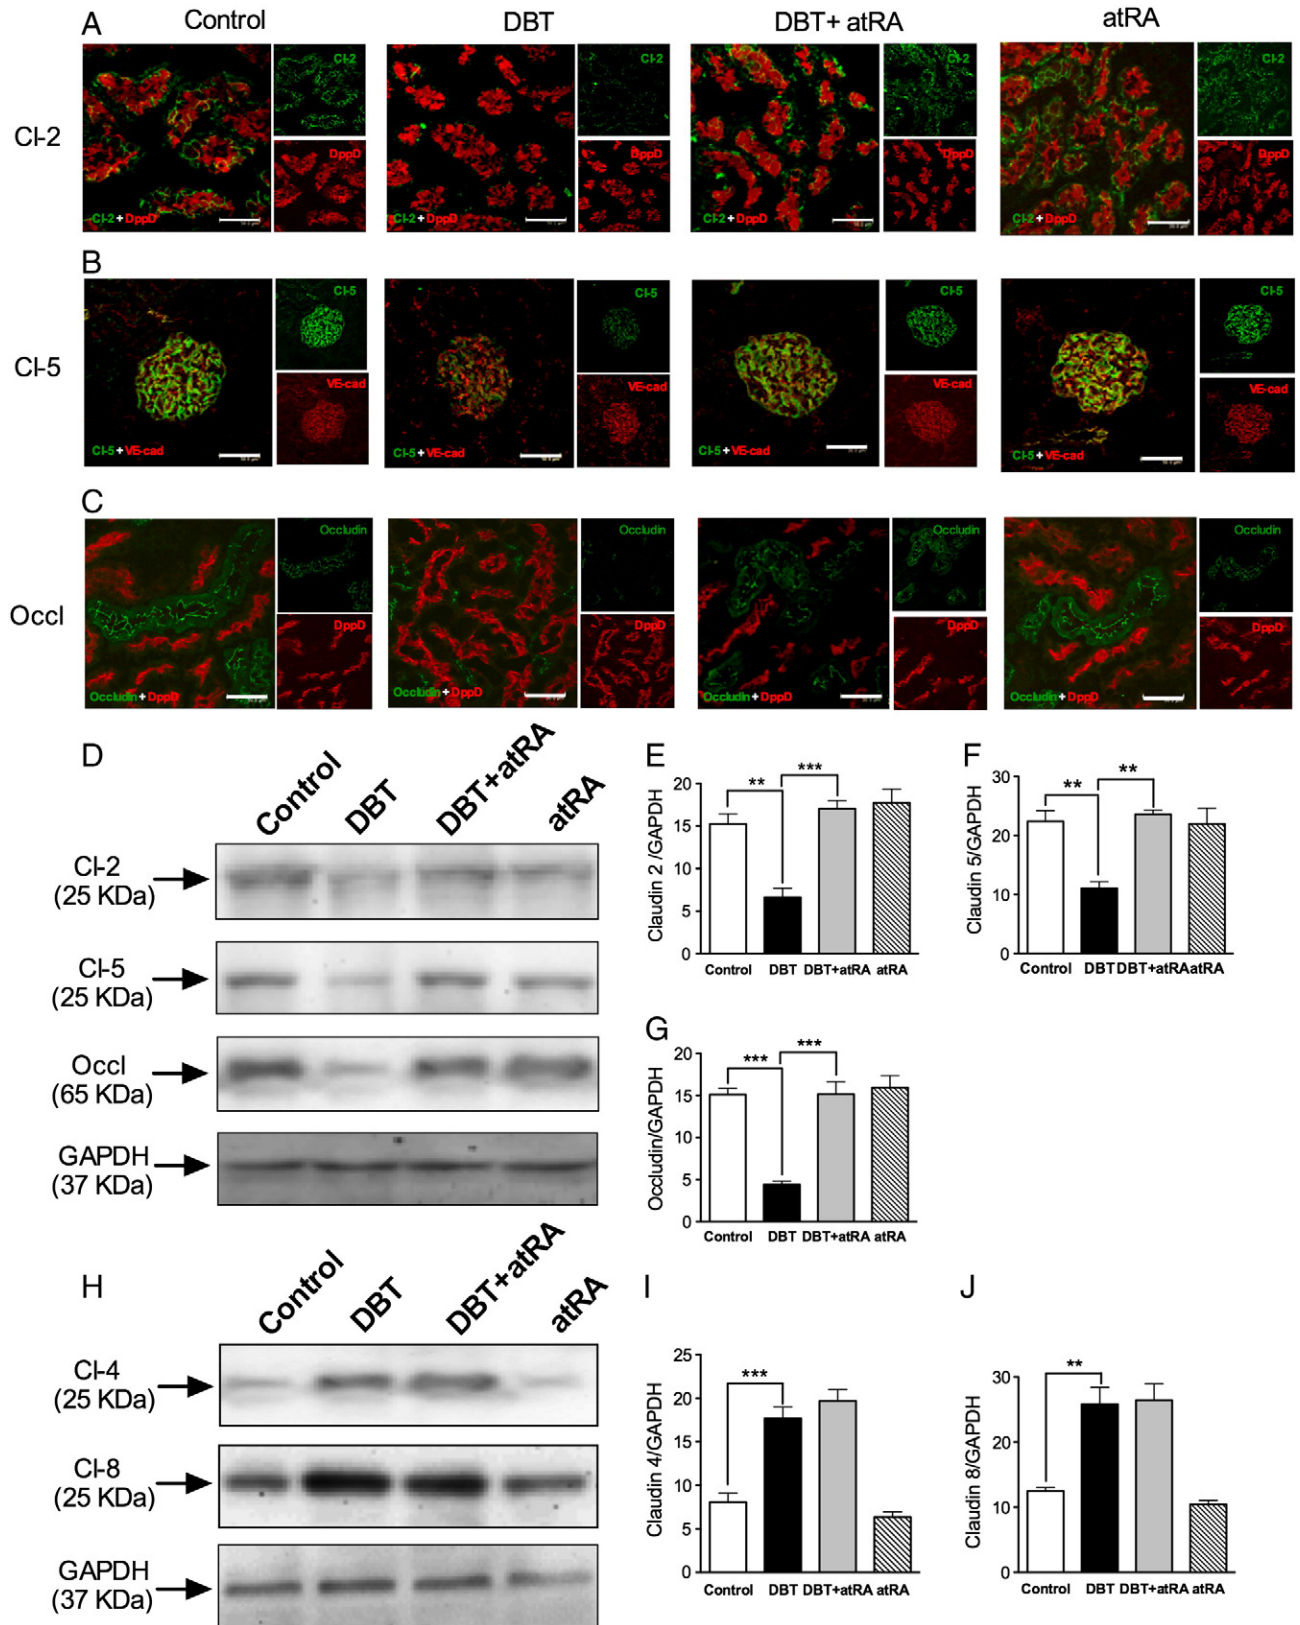 A
Control
DBT
DBT+ atRA
atRA
Cl-2
Cl-2
DppD
Cl-2 + DppD
Cl-2
DppD
Cl-2 + DppD
Cl-2
DppD
Cl-2 + DppD
Cl-2
DppD
Cl-2 + DppD
B
Cl-5
Cl-5
VE-cad
Cl-5 + VE-cad
Cl-5
VE-cad
Cl-5 + VE-cad
Cl-5
VE-cad
Cl-5 + VE-cad
Cl-5
VE-cad
Cl-5 + VE-cad
C
Occl
Occludin
DppD
Occludin + DppD
Occludin
DppD
Occludin + DppD
Occludin
DppD
Occludin + DppD
Occludin
DppD
Occludin + DppD
D
Control
DBT
DBT+atRA
atRA
Cl-2
(25 KDa)
Cl-5
(25 KDa)
Occl
(65 KDa)
GAPDH
(37 KDa)
E
Claudin 2 /GAPDH
20
15
10
5
0
**
***
Control DBT DBT+atRA atRA
F
Claudin 5/GAPDH
30
20
10
0
**
**
Control DBT DBT+atRA atRA
G
Occludin/GAPDH
20
15
10
5
0
***
***
Control DBT DBT+atRA atRA
H
Control
DBT
DBT+atRA
atRA
Cl-4
(25 KDa)
Cl-8
(25 KDa)
GAPDH
(37 KDa)
I
Claudin 4/GAPDH
25
20
15
10
5
0
***
Control DBT DBT+atRA atRA
J
Claudin 8/GAPDH
30
20
10
0
**
Control DBT DBT+atRA atRA